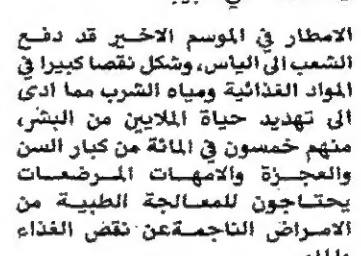 الامطار في الموسم الاخير قد دفع
الشعب الى الياس، وشكل نقصا كبيرا في
المواد الغذائية ومياه الشرب مما ادى
الى تهديد حياة الملايين من البشر،
منهم خمسون في المائة من كبار السن
والعجزة والامهات المرضعات
يحتاجون للمعالجة الطبية من
الامراض الناجمة عن نقض الغذاء